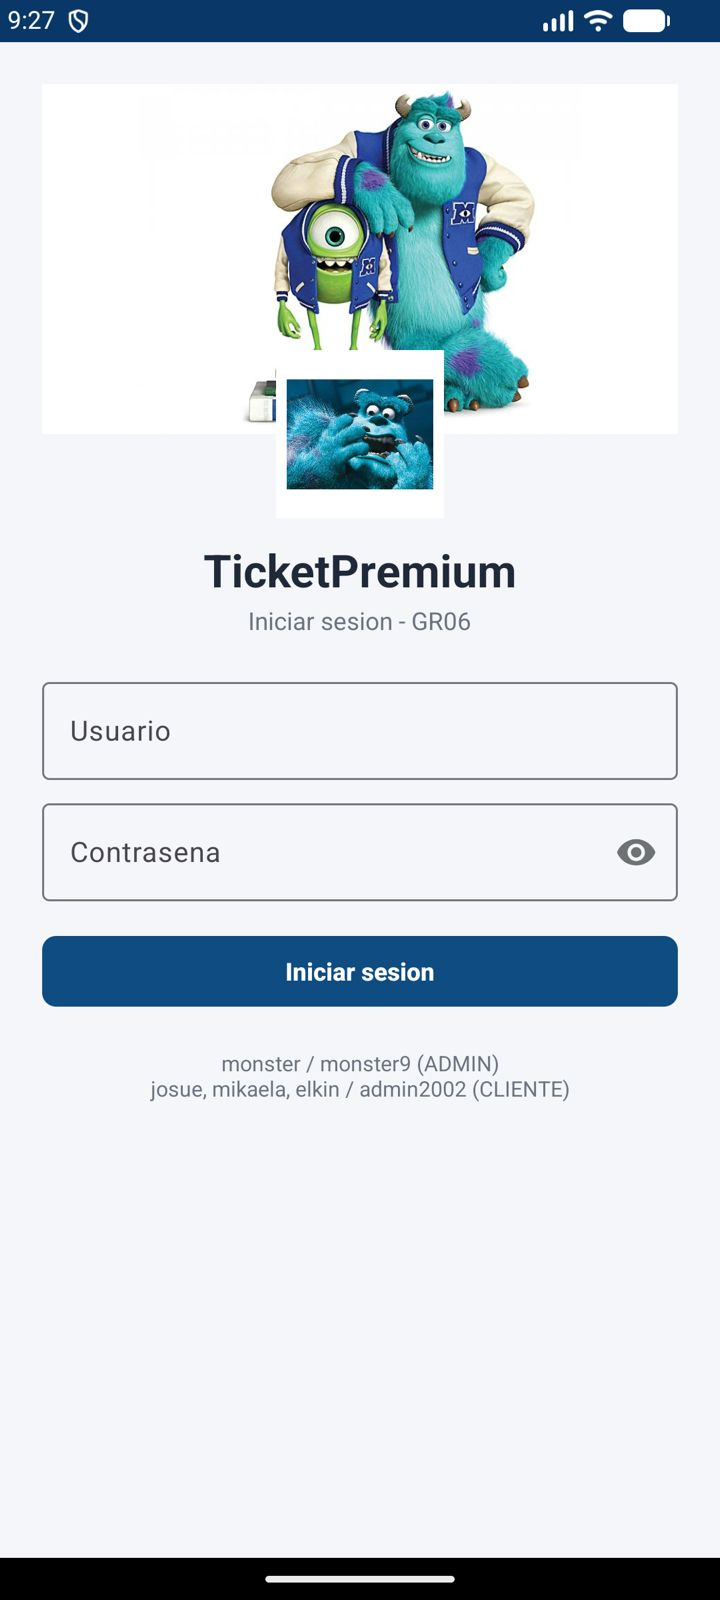 9:27
TicketPremium
Iniciar sesion - GR06
Usuario
Contrasena
Iniciar sesion
monster / monster9 (ADMIN)
josue, mikaela, elkin / admin2002 (CLIENTE)